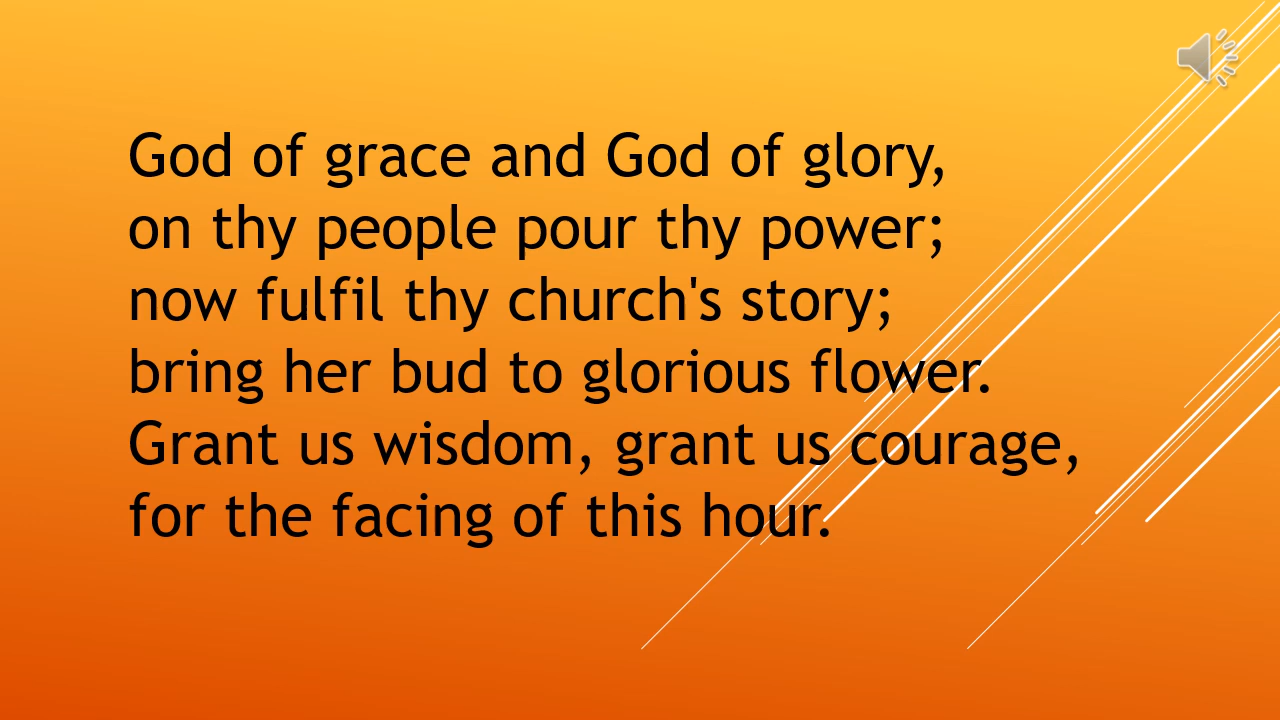 God of grace and God of glory,
on thy people pour thy power;
now fulfil thy church's story;
bring her bud to glorious flower.
Grant us wisdom, grant us courage,
for the facing of this hour.